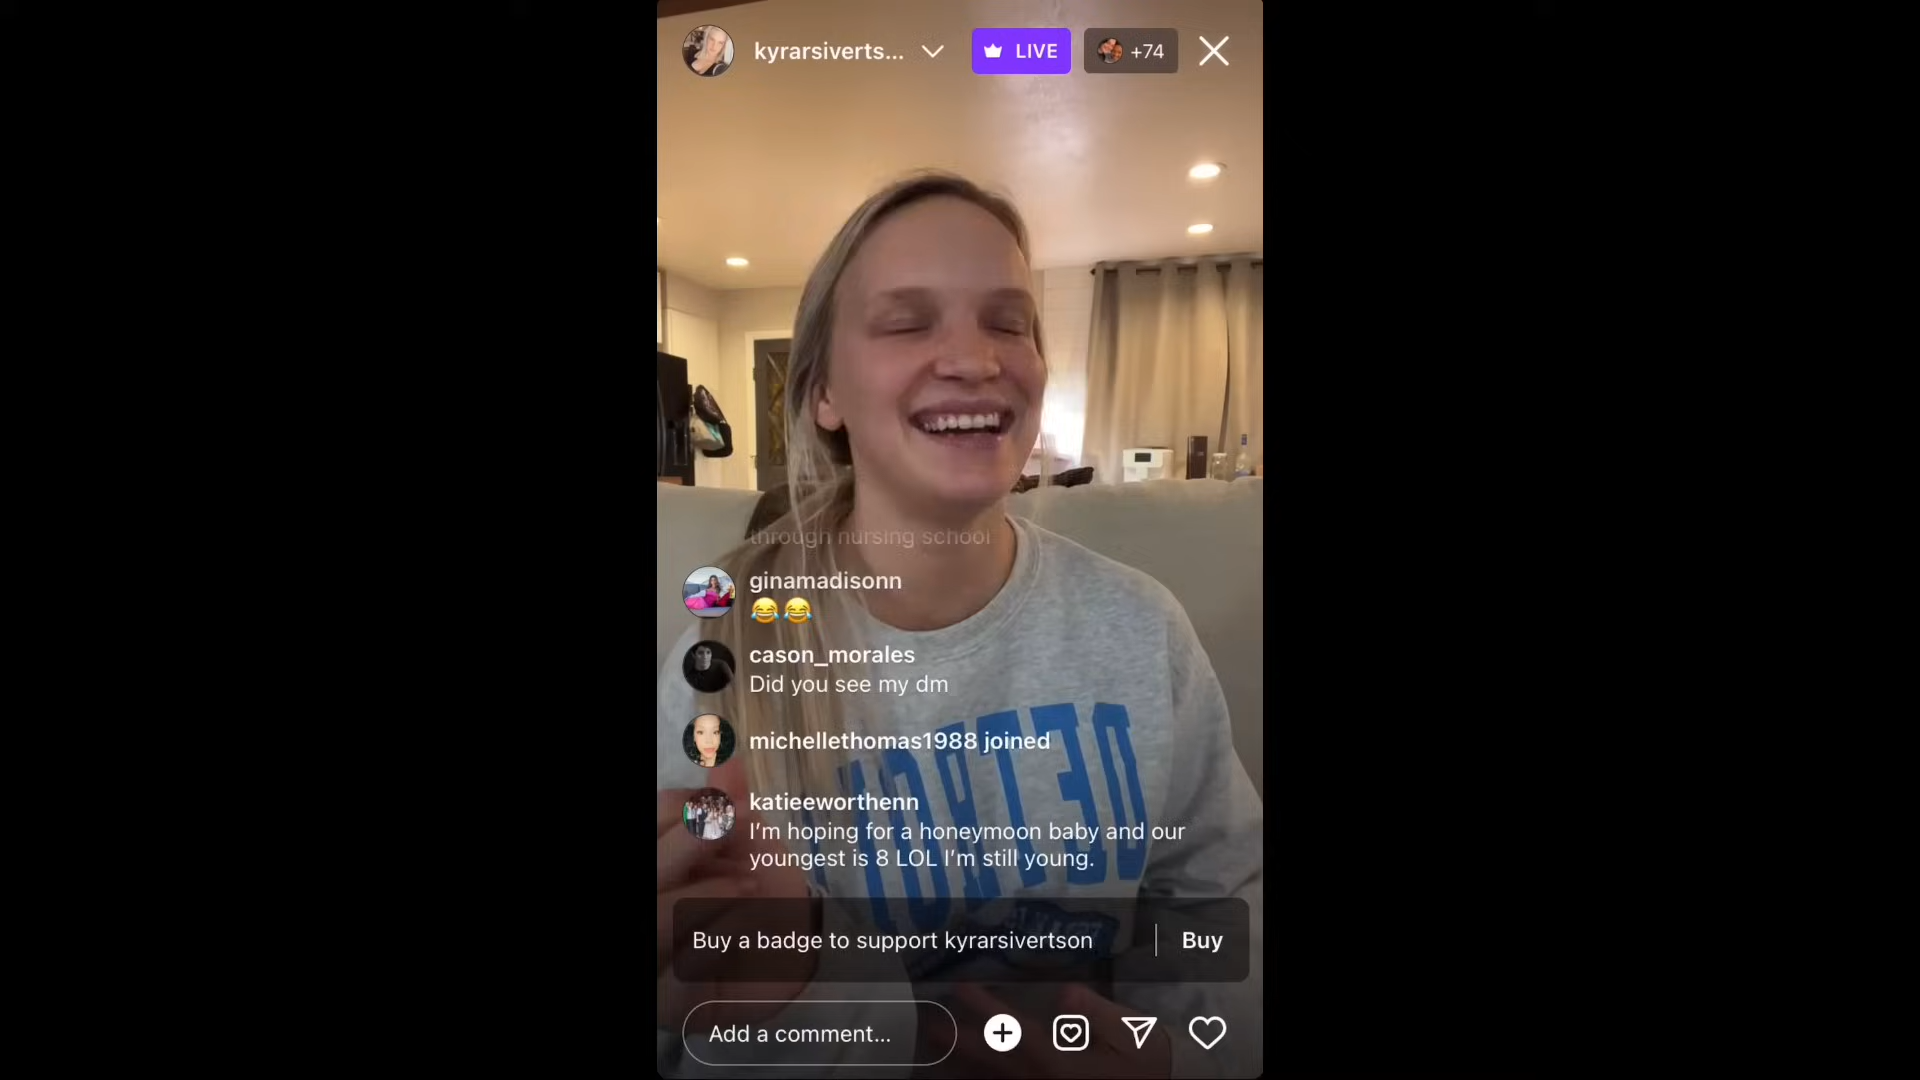 kyrarsiverts...
LIVE
+74
through nursing school
ginamadisonn
😂😂
cason_morales
Did you see my dm
michellethomas1988 joined
katieeworthenn
I'm hoping for a honeymoon baby and our
youngest is 8 LOL I'm still young.
DETROIT
Buy a badge to support kyrarsivertson
Buy
Add a comment...